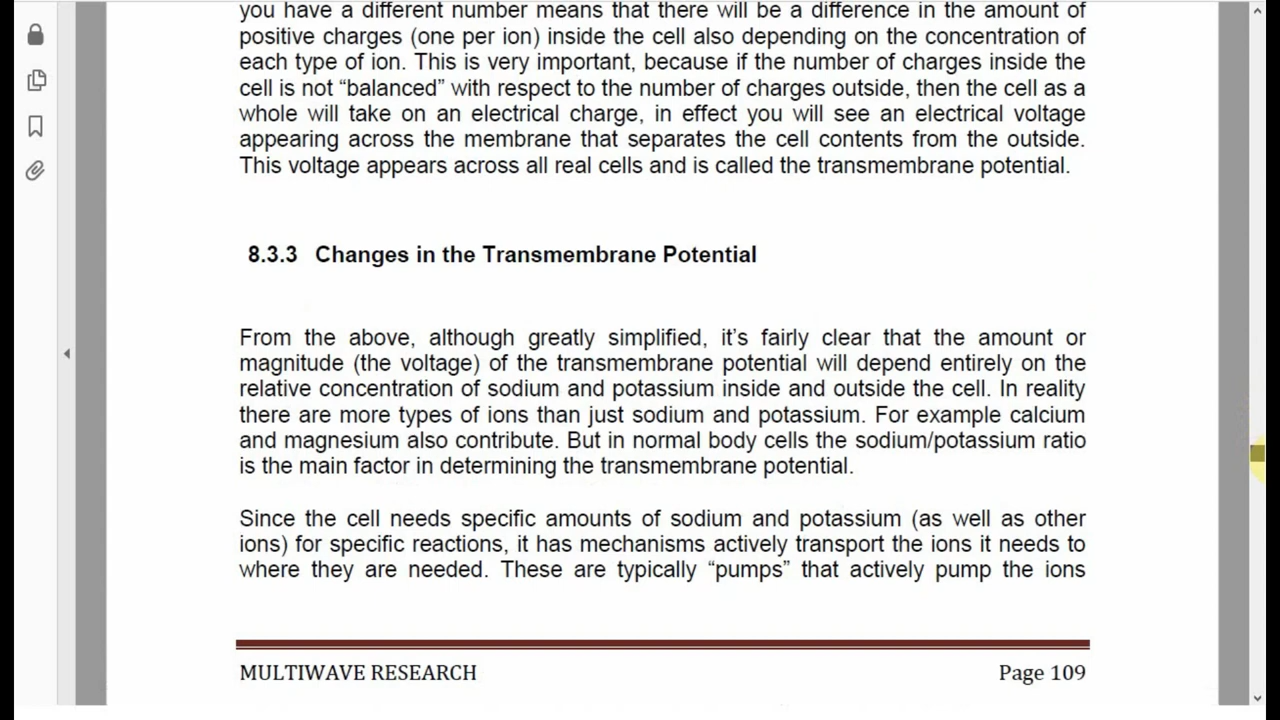 you have a different number means that there will be a difference in the amount of
positive charges (one per ion) inside the cell also depending on the concentration of
each type of ion. This is very important, because if the number of charges inside the
cell is not “balanced” with respect to the number of charges outside, then the cell as a
whole will take on an electrical charge, in effect you will see an electrical voltage
appearing across the membrane that separates the cell contents from the outside.
This voltage appears across all real cells and is called the transmembrane potential.
8.3.3 Changes in the Transmembrane Potential
From the above, although greatly simplified, it’s fairly clear that the amount or
magnitude (the voltage) of the transmembrane potential will depend entirely on the
relative concentration of sodium and potassium inside and outside the cell. In reality
there are more types of ions than just sodium and potassium. For example calcium
and magnesium also contribute. But in normal body cells the sodium/potassium ratio
is the main factor in determining the transmembrane potential.
Since the cell needs specific amounts of sodium and potassium (as well as other
ions) for specific reactions, it has mechanisms actively transport the ions it needs to
where they are needed. These are typically “pumps” that actively pump the ions
MULTIWAVE RESEARCH Page 109